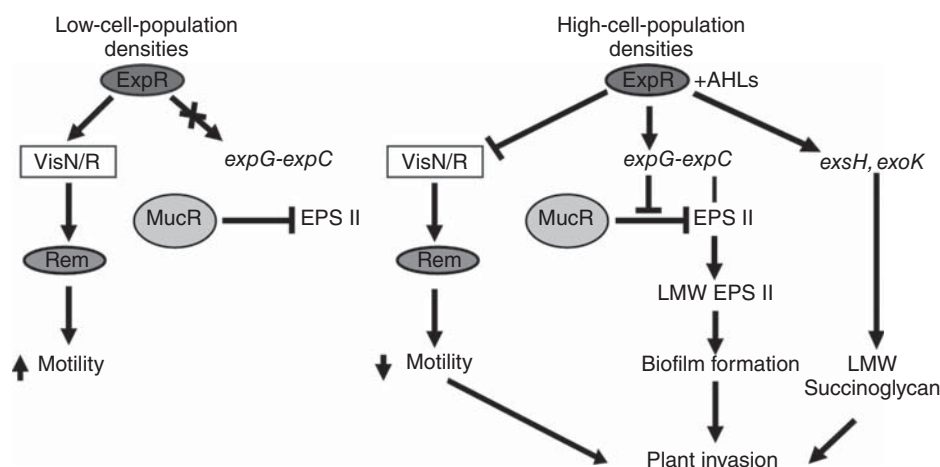 Low-cell-population
densities
ExpR
VisN/R
expG-expC
MucR
EPS II
Rem
Motility
High-cell-population
densities
ExpR +AHLs
VisN/R
expG-expC
exsH, exoK
MucR
EPS II
Rem
LMW EPS II
Motility
Biofilm formation
LMW
Succinoglycan
Plant invasion